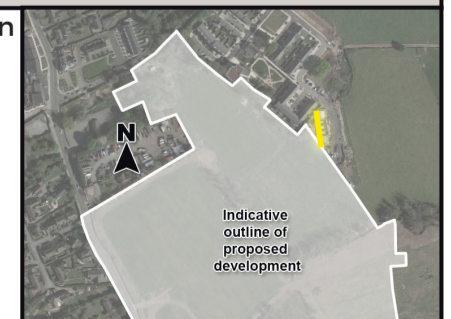 n
N
Indicative
outline of
proposed
development